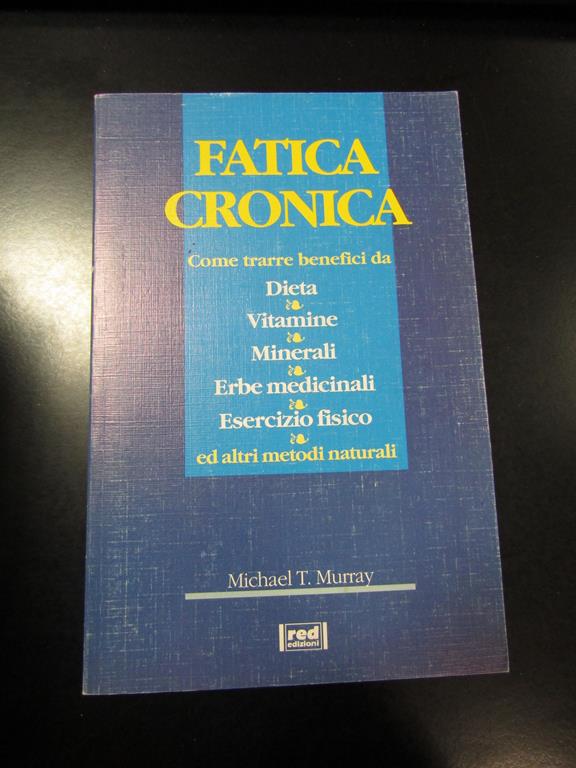 FATICA
CRONICA
Come trarre benefici da
Dieta
Vitamine
Minerali
Erbe medicinali
Esercizio fisico
ed altri metodi naturali
Michael T. Murray
red
edizioni